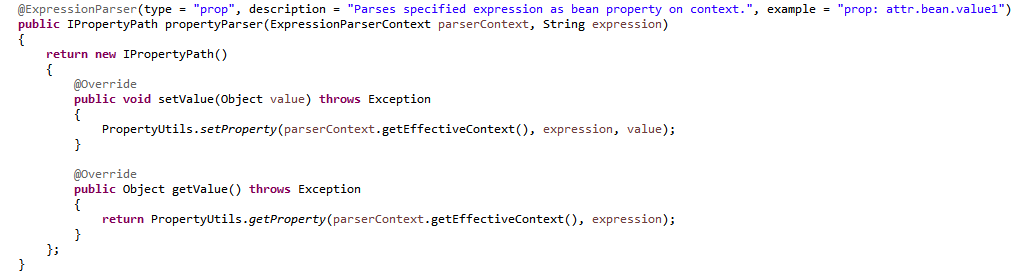 @ExpressionParser(type = "prop", description = "Parses specified expression as bean property on context.", example = "prop: attr.bean.value1")
public IPropertyPath propertyParser(ExpressionParserContext parserContext, String expression)
{
    return new IPropertyPath()
    {
        @Override
        public void setValue(Object value) throws Exception
        {
            PropertyUtils.setProperty(parserContext.getEffectiveContext(), expression, value);
        }

        @Override
        public Object getValue() throws Exception
        {
            return PropertyUtils.getProperty(parserContext.getEffectiveContext(), expression);
        }
    };
}